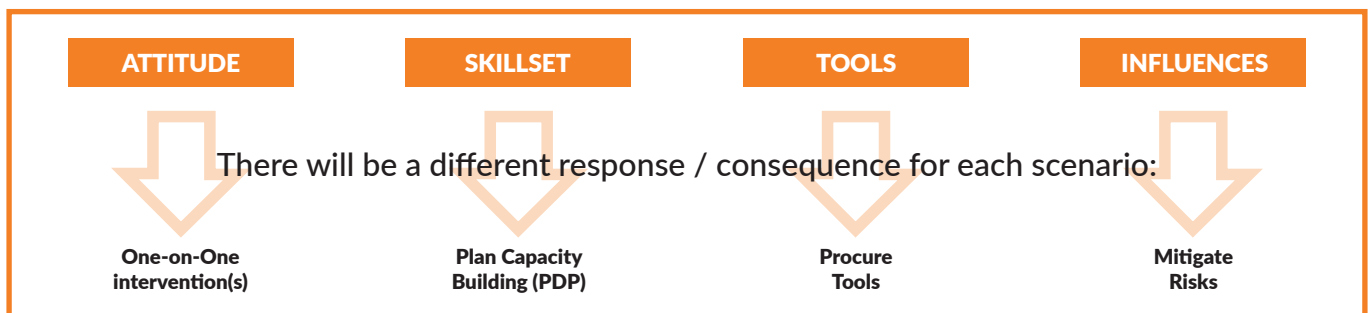 ATTITUDE
SKILLSET
TOOLS
INFLUENCES
There will be a different response / consequence for each scenario:
One-on-One
intervention(s)
Plan Capacity
Building (PDP)
Procure
Tools
Mitigate
Risks